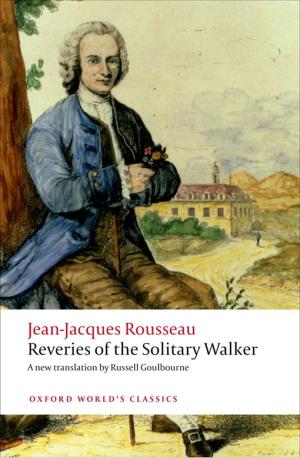 Jean-Jacques Rousseau
Reveries of the Solitary Walker
A new translation by Russell Goulbourne
OXFORD WORLD'S CLASSICS